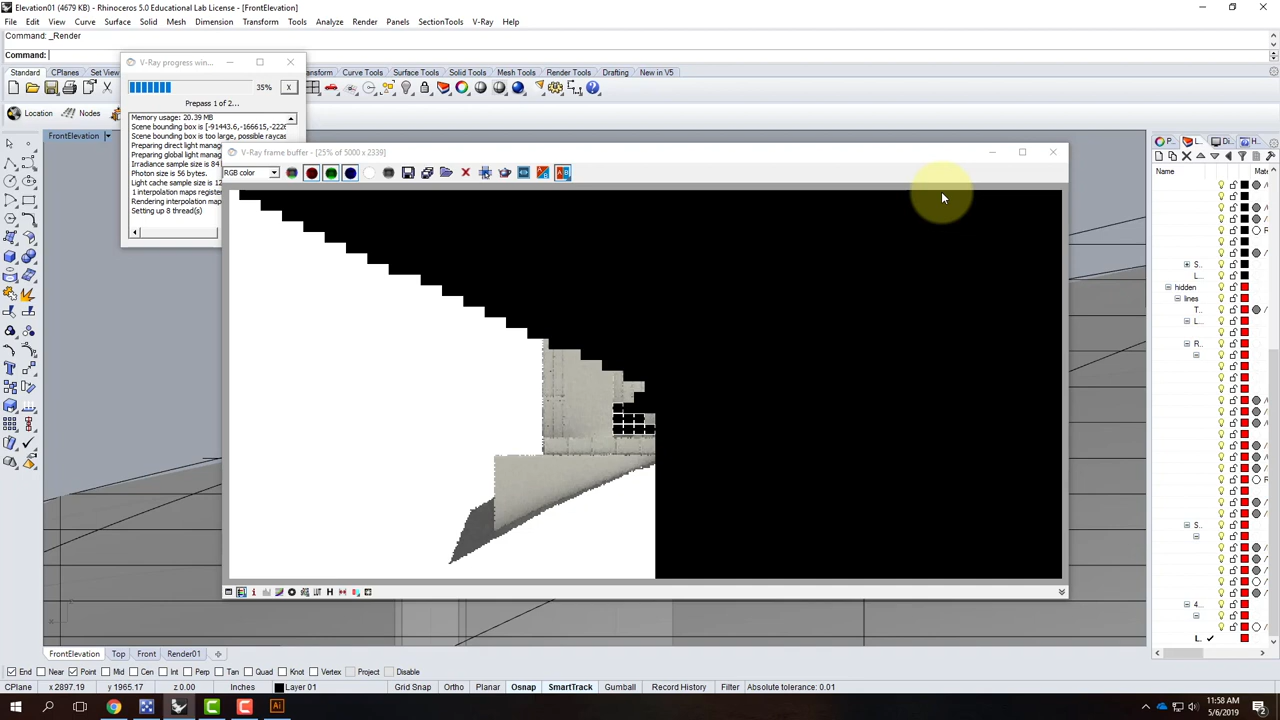 Elevation01 (4679 KB) - Rhinoceros 5.0 Educational Lab License - [FrontElevation]
File Edit View Curve Surface Solid Mesh Dimension Transform Tools Analyze Render Panels SectionTools V-Ray Help
Command: _Render
Command:
V-Ray progress win...
Standard CPlanes Set View ansform Curve Tools Surface Tools Solid Tools Mesh Tools Render Tools Drafting New in V5
35% x
Prepass 1 of 2...
Location Nodes
Memory usage: 20.39 MB
Scene bounding box is [-91443.6,-166615,-2226
Scene bounding box is too large, possible raycas
Preparing direct light manag
Preparing global light manag
Irradiance sample size is 84
Photon size is 56 bytes.
Light cache sample size is 12
1 interpolation maps register
Rendering interpolation map
Setting up 8 thread(s)
FrontElevation
V-Ray frame buffer - [25% of 5000 x 2339]
RGB color
P... L... Di... H...
Name Mate
R
S..
L..
hidden
lines
T..
L..
R..
S..
4..
L..
FrontElevation Top Front Render01
End Near Point Mid Cen Int Perp Tan Quad Knot Vertex Project Disable
CPlane x 2897.19 y 1965.17 z 0.00 Inches Layer 01 Grid Snap Ortho Planar Osnap SmartTrack Gumball Record History Filter Absolute tolerance: 0.01
11:58 AM
5/6/2019